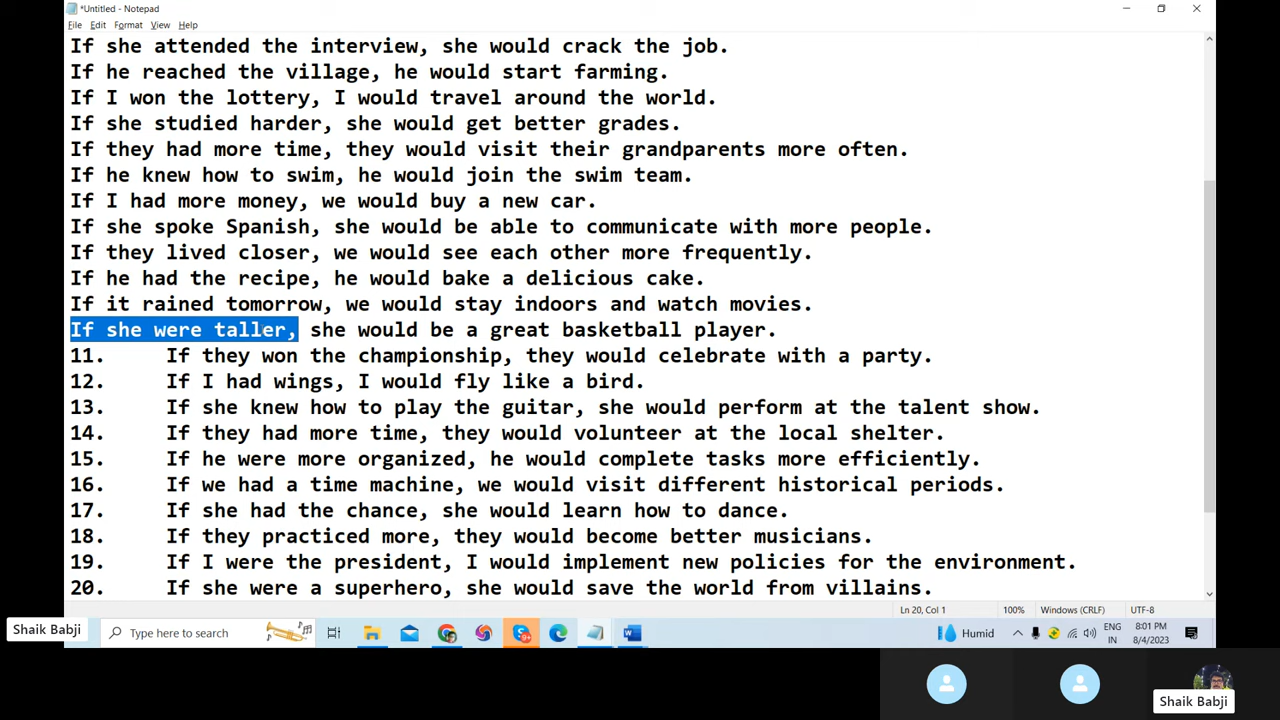 *Untitled - Notepad
File Edit Format View Help
If she attended the interview, she would crack the job.
If he reached the village, he would start farming.
If I won the lottery, I would travel around the world.
If she studied harder, she would get better grades.
If they had more time, they would visit their grandparents more often.
If he knew how to swim, he would join the swim team.
If I had more money, we would buy a new car.
If she spoke Spanish, she would be able to communicate with more people.
If they lived closer, we would see each other more frequently.
If he had the recipe, he would bake a delicious cake.
If it rained tomorrow, we would stay indoors and watch movies.
If she were taller, she would be a great basketball player.
11. If they won the championship, they would celebrate with a party.
12. If I had wings, I would fly like a bird.
13. If she knew how to play the guitar, she would perform at the talent show.
14. If they had more time, they would volunteer at the local shelter.
15. If he were more organized, he would complete tasks more efficiently.
16. If we had a time machine, we would visit different historical periods.
17. If she had the chance, she would learn how to dance.
18. If they practiced more, they would become better musicians.
19. If I were the president, I would implement new policies for the environment.
20. If she were a superhero, she would save the world from villains.
Ln 20, Col 1 100% Windows (CRLF) UTF-8
Shaik Babji Type here to search Humid ENG 8:01 PM
IN 8/4/2023
Shaik Babji